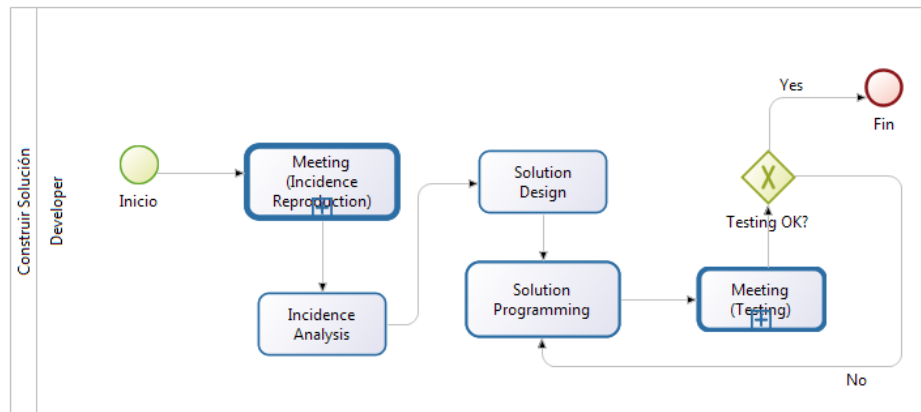 Construir Solución
Developer
Inicio
Meeting
(Incidence
Reproduction)
Incidence
Analysis
Solution
Design
Solution
Programming
Meeting
(Testing)
Testing OK?
Yes
Fin
No